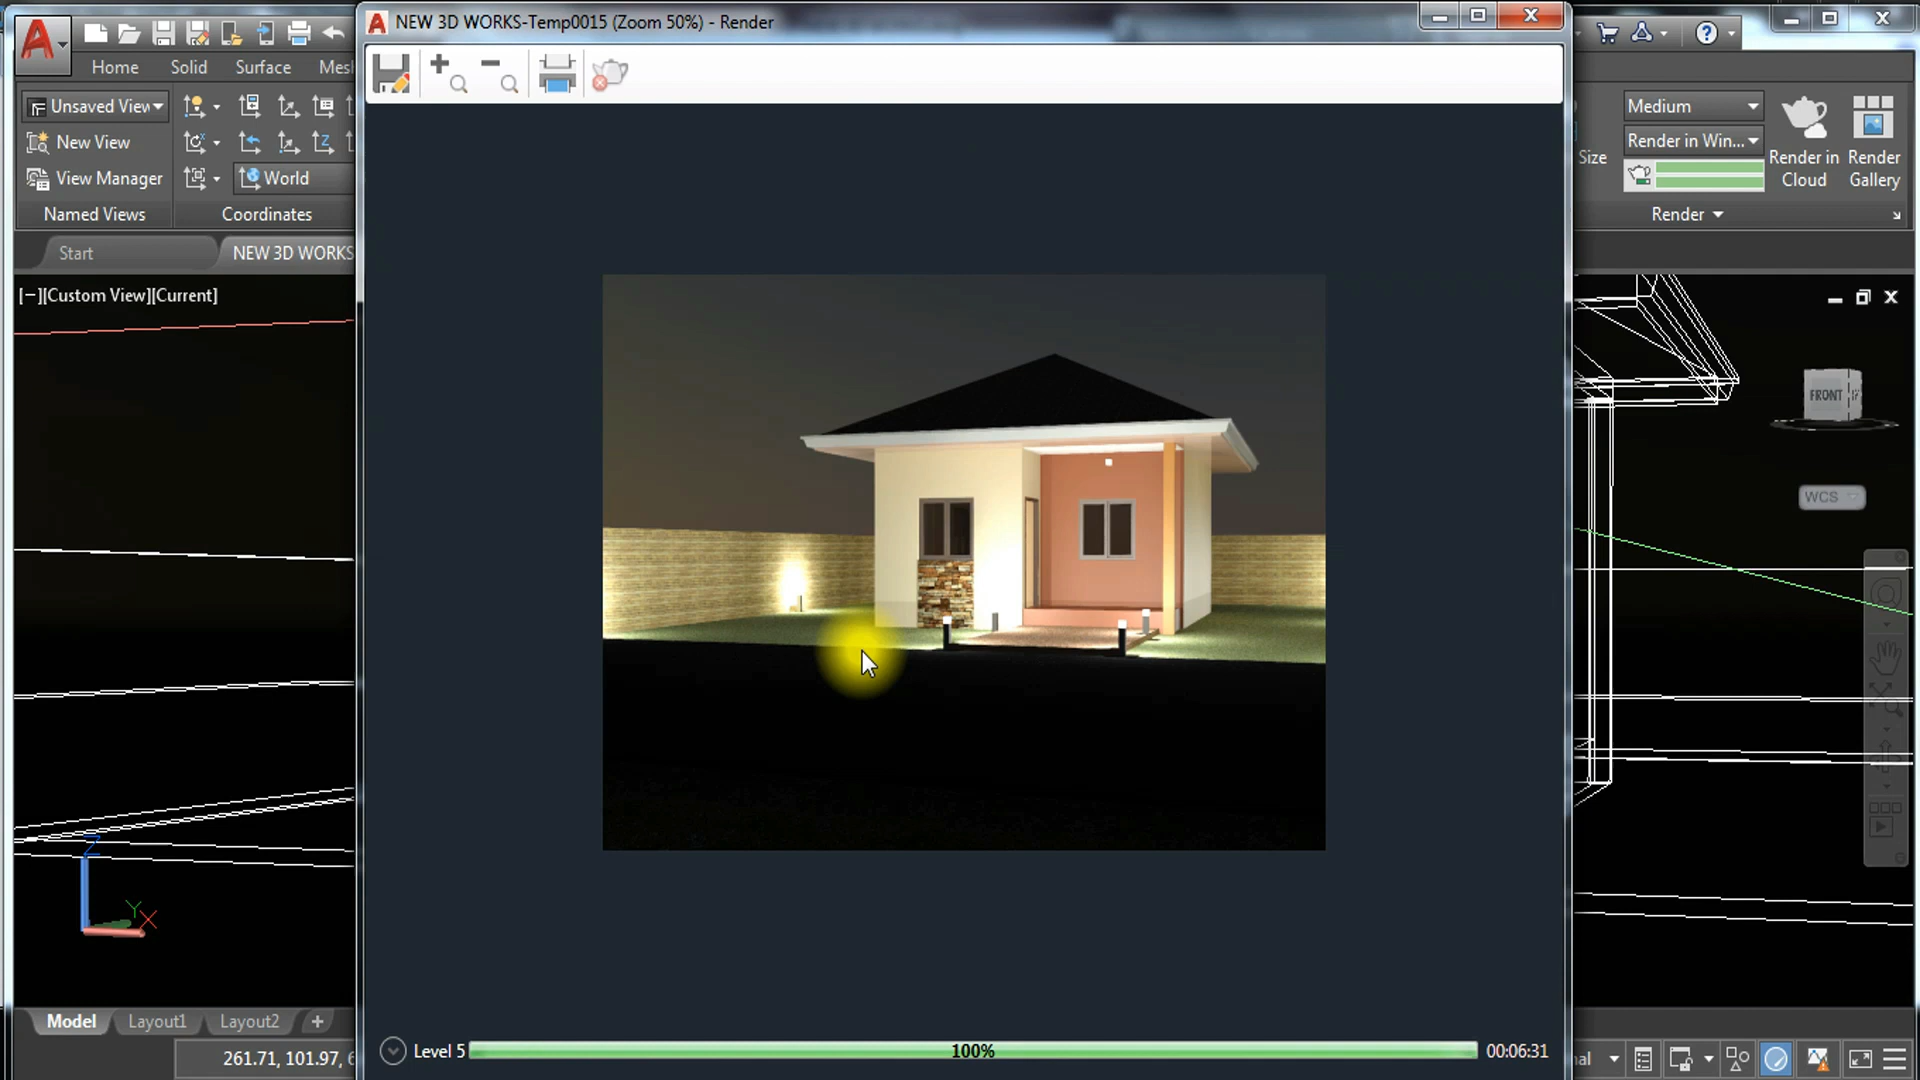 NEW 3D WORKS-Temp0015 (Zoom 50%) - Render
Home
Solid
Surface
Mesh
Unsaved View
New View
View Manager
World
Named Views
Coordinates
Medium
Render in Win...
Size
Render in Cloud
Render Gallery
Render
Start
NEW 3D WORKS
[−][Custom View][Current]
FRONT
WCS
Z
Y
X
Model
Layout1
Layout2
+
261.71, 101.97,
Level 5
100%
00:06:31